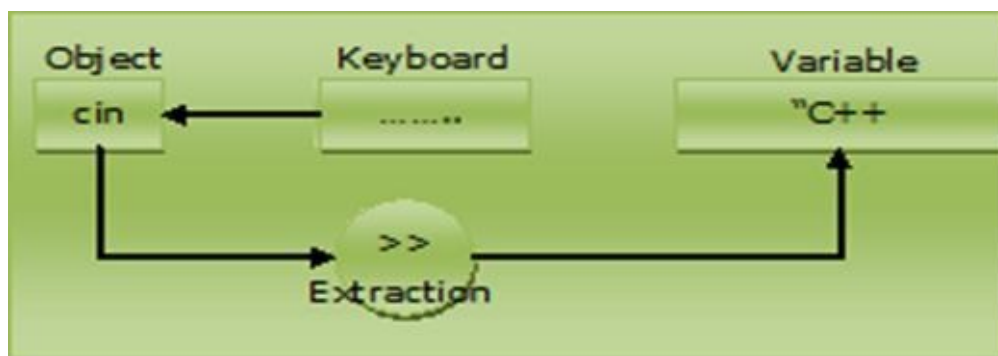 Object
Keyboard
Variable
cin
........
"C++
>>
Extraction